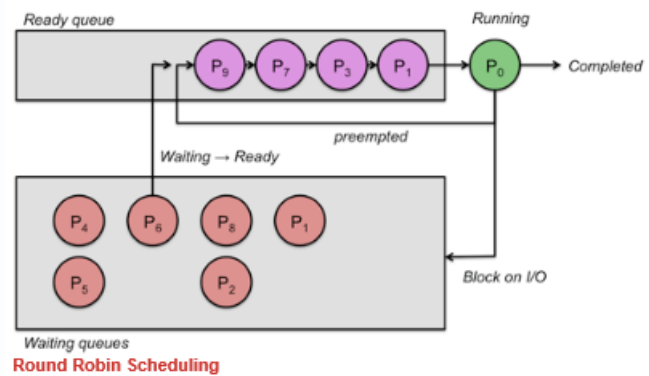 Ready queue
Running
P9 P7 P3 P1 P0 Completed
preempted
Waiting → Ready
P4 P6 P8 P1
P5 P2
Block on I/O
Waiting queues
Round Robin Scheduling